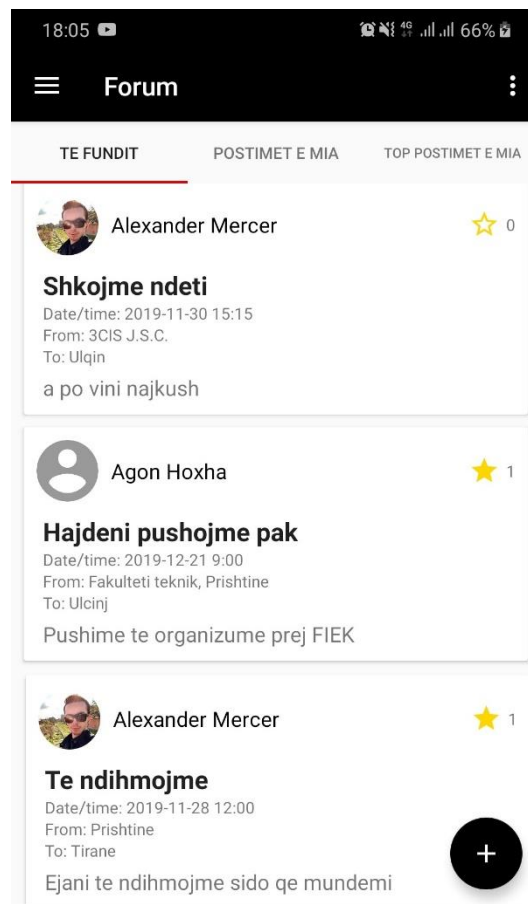 18:05
4G 66%
Forum
TE FUNDIT POSTIMET E MIA TOP POSTIMET E MIA
Alexander Mercer 0
Shkojme ndeti
Date/time: 2019-11-30 15:15
From: 3CIS J.S.C.
To: Ulqin
a po vini najkush
Agon Hoxha 1
Hajdeni pushojme pak
Date/time: 2019-12-21 9:00
From: Fakulteti teknik, Prishtine
To: Ulcinj
Pushime te organizume prej FIEK
Alexander Mercer 1
Te ndihmojme
Date/time: 2019-11-28 12:00
From: Prishtine
To: Tirane
+
Ejani te ndihmojme sido qe mundemi